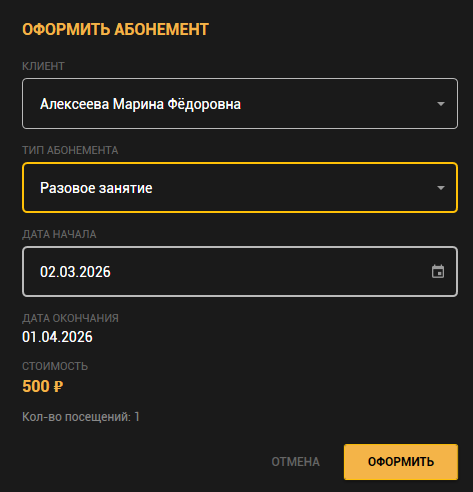 ОФОРМИТЬ АБОНЕМЕНТ
КЛИЕНТ
Алексеева Марина Фёдоровна
ТИП АБОНЕМЕНТА
Разовое занятие
ДАТА НАЧАЛА
02.03.2026
ДАТА ОКОНЧАНИЯ
01.04.2026
СТОИМОСТЬ
500 ₽
Кол-во посещений: 1
ОТМЕНА ОФОРМИТЬ